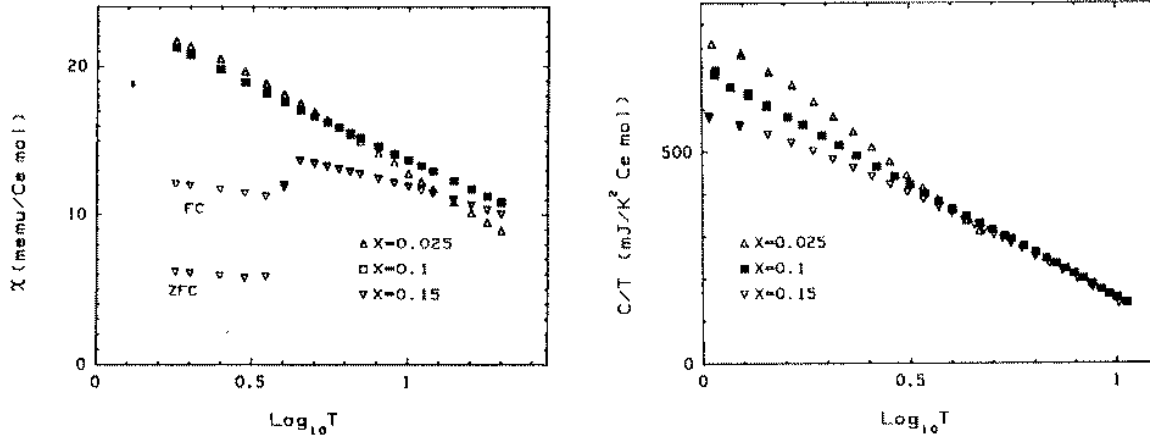 20
10
0
χ(memu/Ce mol)
FC
ZFC
△ X=0.025
■ X=0.1
▽ X=0.15
0 0.5 1
Log₁₀T
500
0
C/T (mJ/K² Ce mol)
△ X=0.025
■ X=0.1
▽ X=0.15
0 0.5 1
Log₁₀T